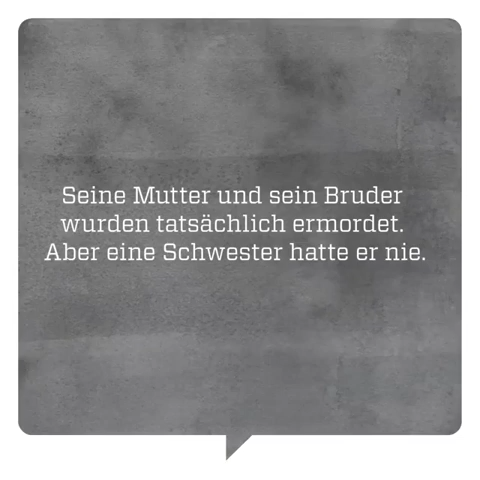 Seine Mutter und sein Bruder
wurden tatsächlich ermordet.
Aber eine Schwester hatte er nie.